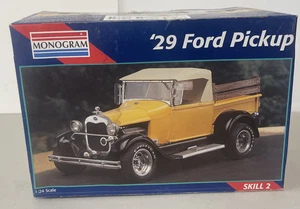 MONOGRAM
'29 Ford Pickup
1:24 Scale
SKILL 2